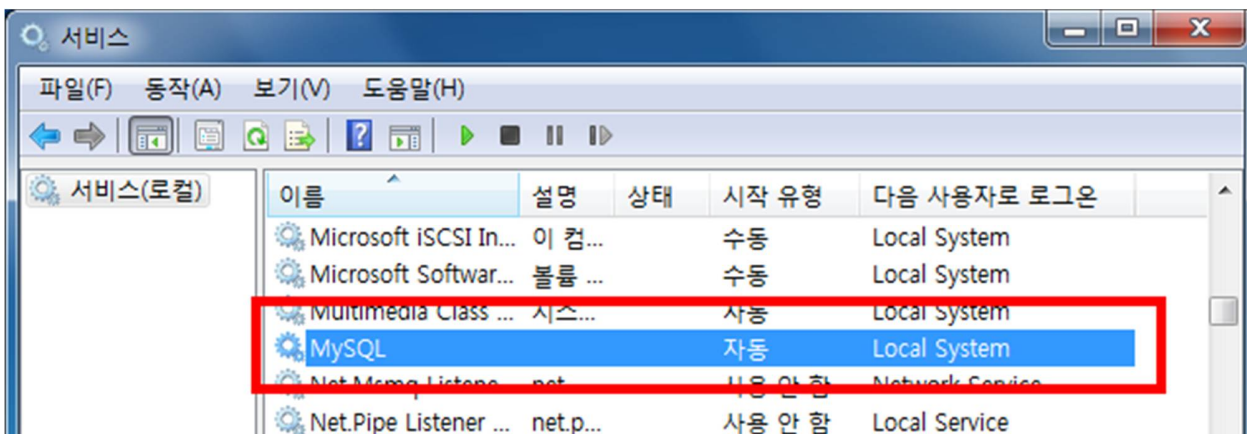 서비스
파일(F) 동작(A) 보기(V) 도움말(H)
서비스(로컬)
이름 설명 상태 시작 유형 다음 사용자로 로그온
Microsoft iSCSI In... 이 컴... 수동 Local System
Microsoft Softwar... 볼륨 ... 수동 Local System
Multimedia Class ... 시스... 자동 Local System
MySQL 자동 Local System
Net.Msmq Listene... net.... 사용 안 함 Network Service
Net.Pipe Listener ... net.p... 사용 안 함 Local Service